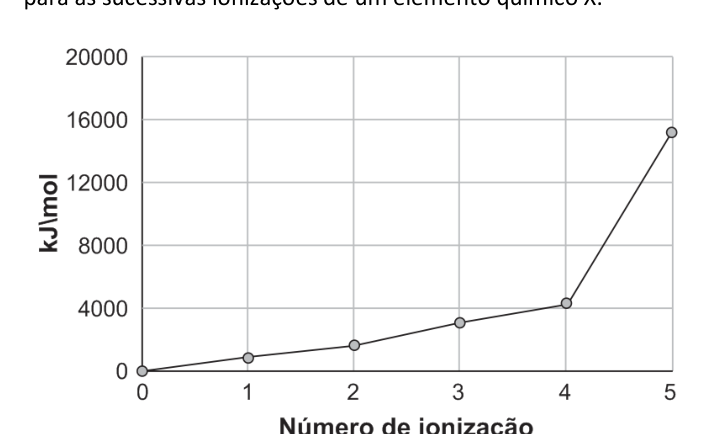 para as sucessivas ionizações de um elemento químico X.
20000
16000
12000
8000
4000
0
kJ\mol
0 1 2 3 4 5
Número de ionização